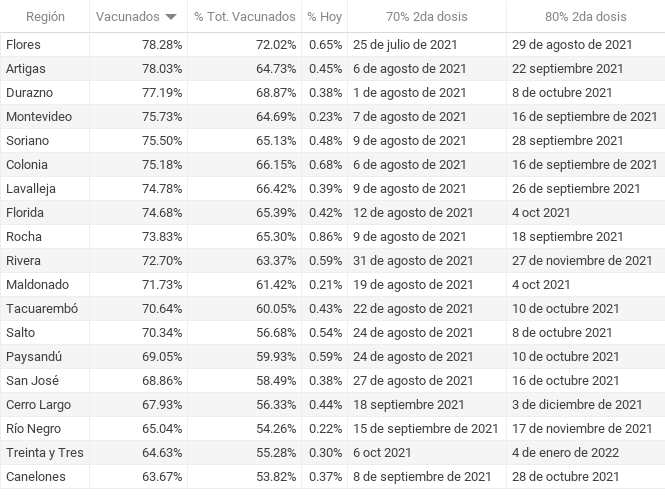 Región Vacunados % Tot. Vacunados % Hoy 70% 2da dosis 80% 2da dosis
Flores 78.28% 72.02% 0.65% 25 de julio de 2021 29 de agosto de 2021
Artigas 78.03% 64.73% 0.45% 6 de agosto de 2021 22 septiembre 2021
Durazno 77.19% 68.87% 0.38% 1 de agosto de 2021 8 de octubre 2021
Montevideo 75.73% 64.69% 0.23% 7 de agosto de 2021 16 de septiembre de 2021
Soriano 75.50% 65.13% 0.48% 9 de agosto de 2021 28 septiembre 2021
Colonia 75.18% 66.15% 0.68% 6 de agosto de 2021 16 de septiembre de 2021
Lavalleja 74.78% 66.42% 0.39% 9 de agosto de 2021 26 de septiembre 2021
Florida 74.68% 65.39% 0.42% 12 de agosto de 2021 4 oct 2021
Rocha 73.83% 65.30% 0.86% 9 de agosto de 2021 18 septiembre 2021
Rivera 72.70% 63.37% 0.59% 31 de agosto de 2021 27 de noviembre de 2021
Maldonado 71.73% 61.42% 0.21% 19 de agosto de 2021 4 oct 2021
Tacuarembó 70.64% 60.05% 0.43% 22 de agosto de 2021 10 de octubre 2021
Salto 70.34% 56.68% 0.54% 24 de agosto de 2021 8 de octubre 2021
Paysandú 69.05% 59.93% 0.59% 24 de agosto de 2021 10 de octubre 2021
San José 68.86% 58.49% 0.38% 27 de agosto de 2021 16 de octubre 2021
Cerro Largo 67.93% 56.33% 0.44% 18 septiembre 2021 3 de diciembre de 2021
Río Negro 65.04% 54.26% 0.22% 15 de septiembre de 2021 17 de noviembre de 2021
Treinta y Tres 64.63% 55.28% 0.30% 6 oct 2021 4 de enero de 2022
Canelones 63.67% 53.82% 0.37% 8 de septiembre de 2021 28 de octubre 2021